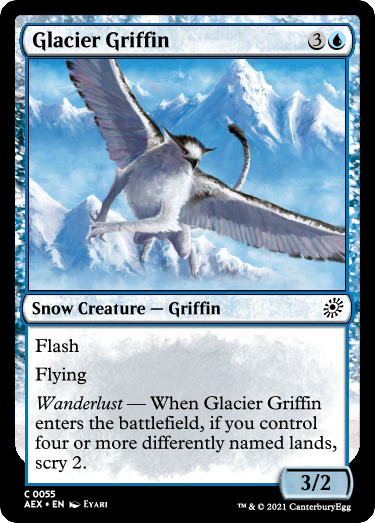 Glacier Griffin 3
Snow Creature — Griffin
Flash
Flying
Wanderlust — When Glacier Griffin
enters the battlefield, if you control
four or more differently named lands,
scry 2.
3/2
C 0055
AEX • EN Eyari
™ & © 2021 CanterburyEgg